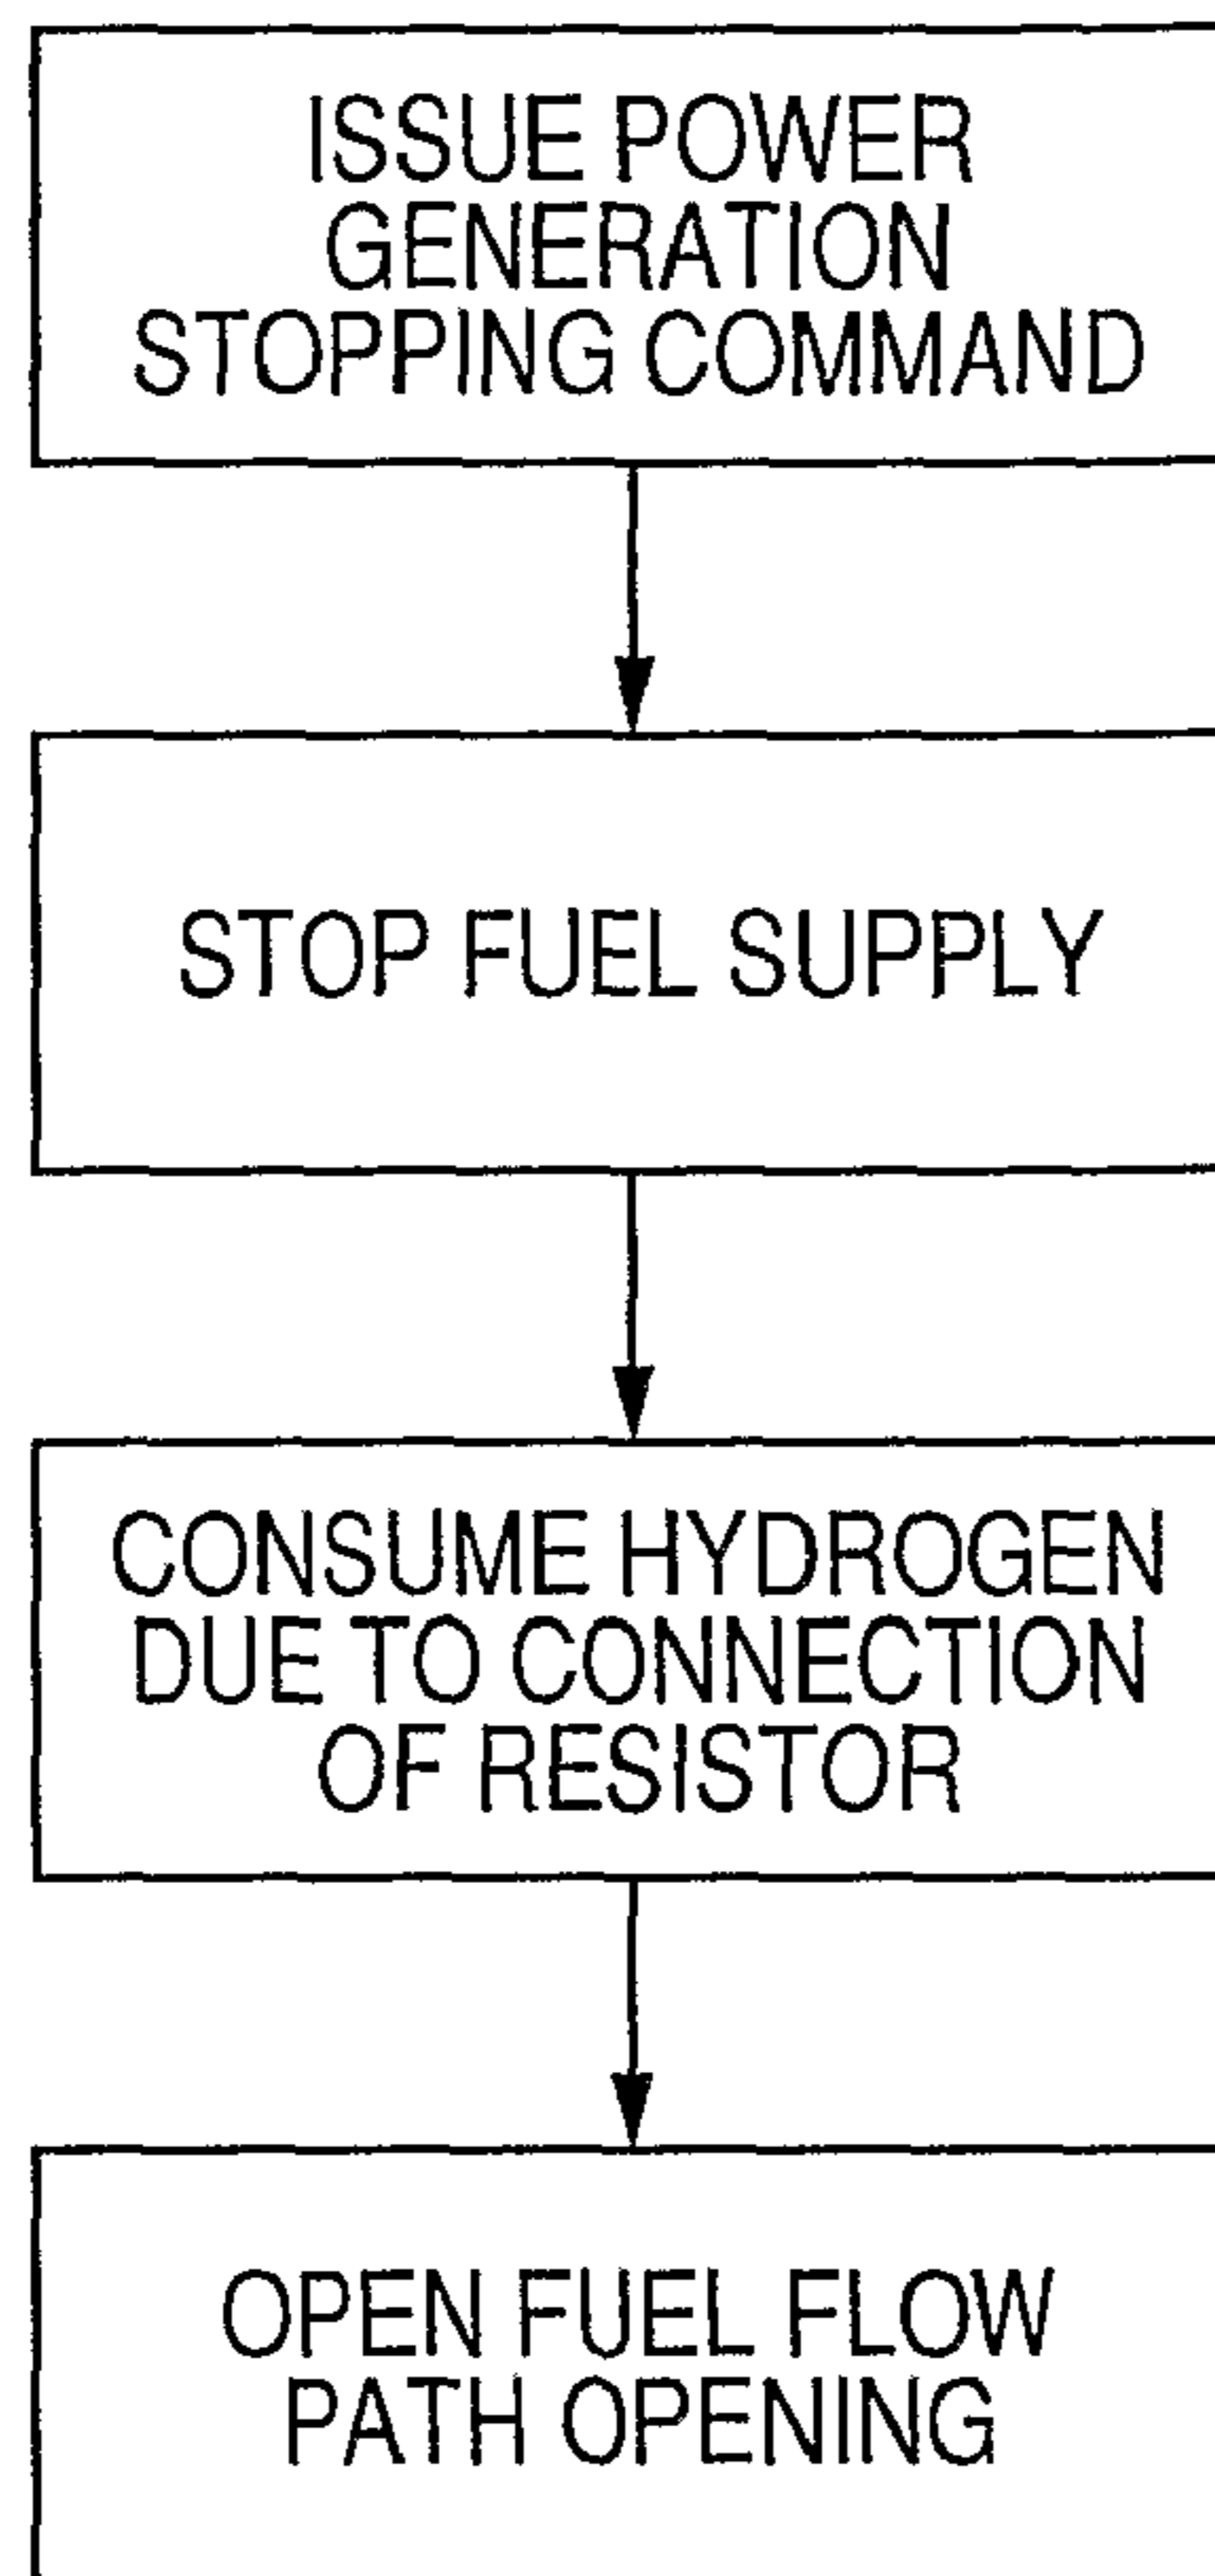 ISSUE POWER
GENERATION
STOPPING COMMAND
STOP FUEL SUPPLY
CONSUME HYDROGEN
DUE TO CONNECTION
OF RESISTOR
OPEN FUEL FLOW
PATH OPENING